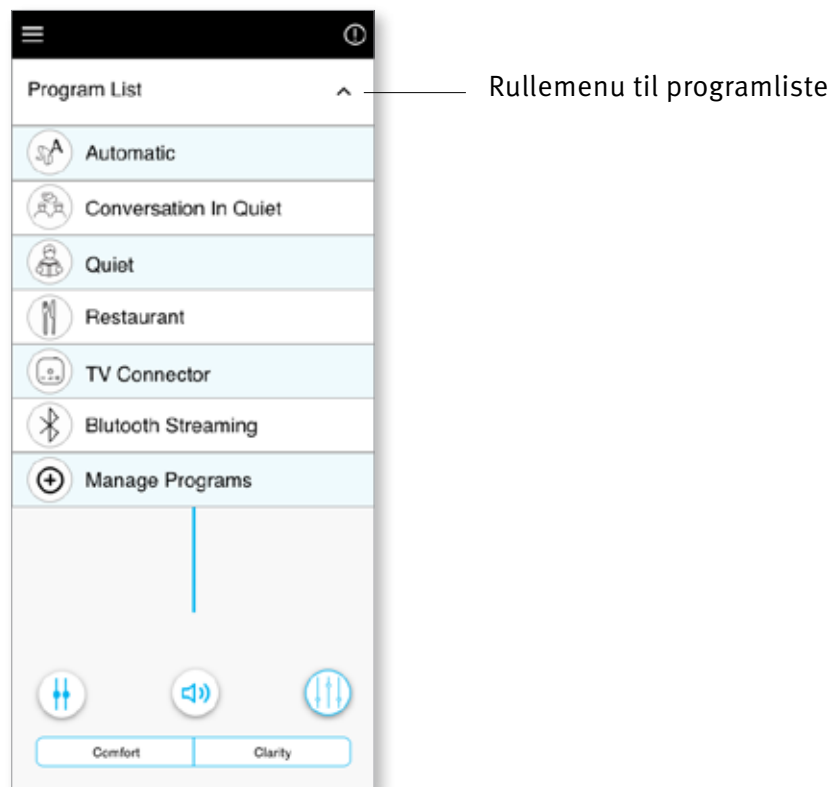 Program List
Rullemenu til programliste
Automatic
Conversation In Quiet
Quiet
Restaurant
TV Connector
Blutooth Streaming
Manage Programs
Comfort
Clarity